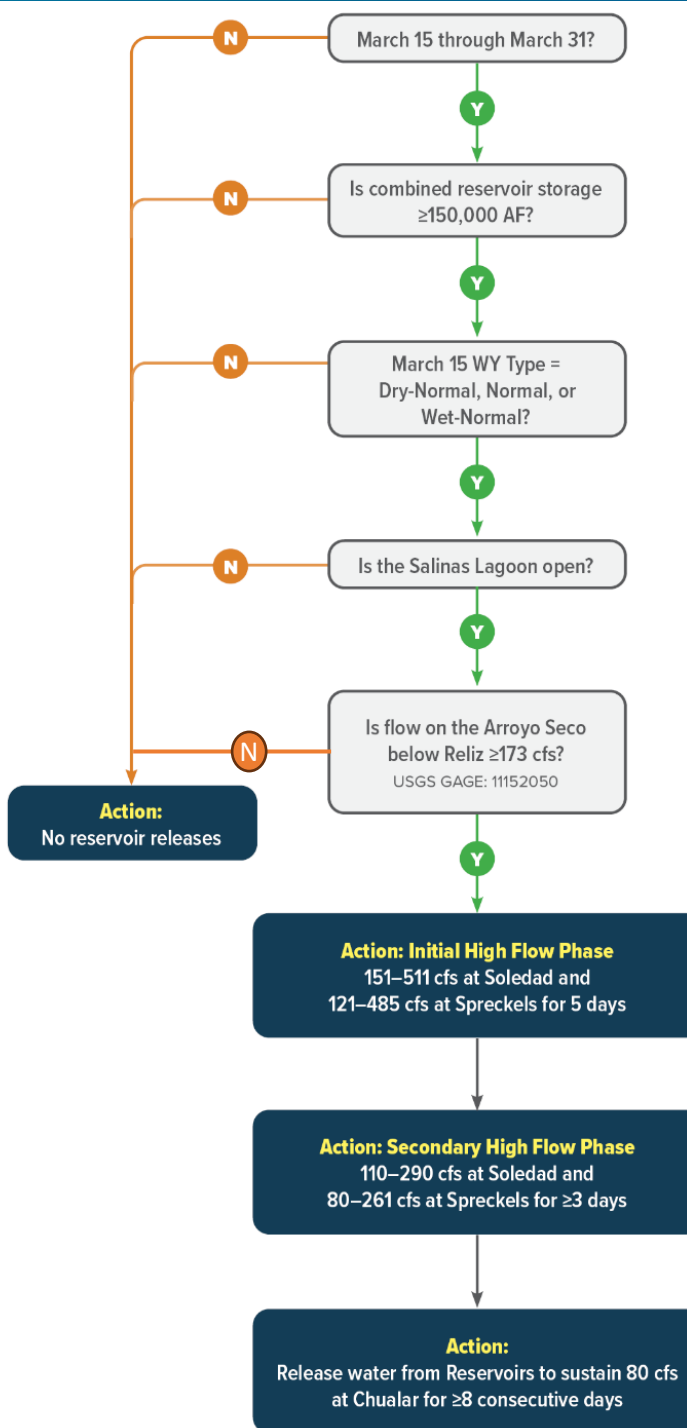 N
March 15 through March 31?
Y
N
Is combined reservoir storage
≥150,000 AF?
Y
N
March 15 WY Type =
Dry-Normal, Normal, or
Wet-Normal?
Y
N
Is the Salinas Lagoon open?
Y
N
Is flow on the Arroyo Seco
below Reliz ≥173 cfs?
USGS GAGE: 11152050
Action:
No reservoir releases
Y
Action: Initial High Flow Phase
151–511 cfs at Soledad and
121–485 cfs at Spreckels for 5 days
Action: Secondary High Flow Phase
110–290 cfs at Soledad and
80–261 cfs at Spreckels for ≥3 days
Action:
Release water from Reservoirs to sustain 80 cfs
at Chualar for ≥8 consecutive days